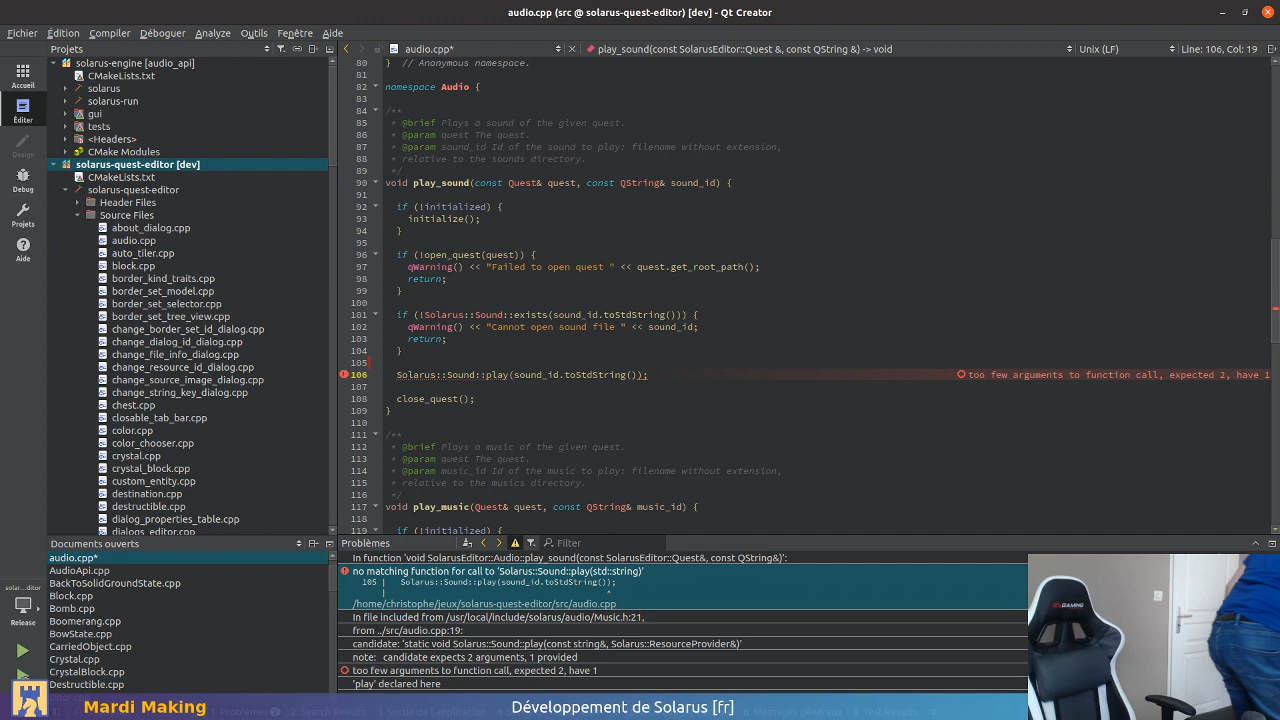 audio.cpp (src @ solarus-quest-editor) [dev] - Qt Creator
Fichier Édition Compiler Déboguer Analyze Outils Fenêtre Aide
Projets
audio.cpp*
play_sound(const SolarusEditor::Quest &, const QString &) -> void
Unix (LF)
Line: 106, Col: 19
Accueil
Éditer
Design
Debug
Projets
Aide
solarus-engine [audio_api]
CMakeLists.txt
solarus
solarus-run
gui
tests
<Headers>
CMake Modules
solarus-quest-editor [dev]
CMakeLists.txt
solarus-quest-editor
Header Files
Source Files
about_dialog.cpp
audio.cpp
auto_tiler.cpp
block.cpp
border_kind_traits.cpp
border_set_model.cpp
border_set_selector.cpp
border_set_tree_view.cpp
change_border_set_id_dialog.cpp
change_dialog_id_dialog.cpp
change_file_info_dialog.cpp
change_resource_id_dialog.cpp
change_source_image_dialog.cpp
change_string_key_dialog.cpp
chest.cpp
closable_tab_bar.cpp
color.cpp
color_chooser.cpp
crystal.cpp
crystal_block.cpp
custom_entity.cpp
destination.cpp
destructible.cpp
dialog_properties_table.cpp
dialogs_editor.cpp
80 } // Anonymous namespace.
81
82 namespace Audio {
83
84 /**
85 * @brief Plays a sound of the given quest.
86 * @param quest The quest.
87 * @param sound_id Id of the sound to play: filename without extension,
88 * relative to the sounds directory.
89 */
90 void play_sound(const Quest& quest, const QString& sound_id) {
91
92 if (!initialized) {
93 initialize();
94 }
95
96 if (!open_quest(quest)) {
97 qWarning() << "Failed to open quest " << quest.get_root_path();
98 return;
99 }
100
101 if (!Solarus::Sound::exists(sound_id.toStdString())) {
102 qWarning() << "Cannot open sound file " << sound_id;
103 return;
104 }
105
106 Solarus::Sound::play(sound_id.toStdString()); too few arguments to function call, expected 2, have 1
107
108 close_quest();
109 }
110
111 /**
112 * @brief Plays a music of the given quest.
113 * @param quest The quest.
114 * @param music_id Id of the music to play: filename without extension,
115 * relative to the musics directory.
116 */
117 void play_music(Quest& quest, const QString& music_id) {
118
119 if (!initialized) {
Documents ouverts
audio.cpp*
AudioApi.cpp
BackToSolidGroundState.cpp
Block.cpp
Bomb.cpp
Boomerang.cpp
BowState.cpp
CarriedObject.cpp
Crystal.cpp
CrystalBlock.cpp
Destructible.cpp
solar...ditor
Release
Problèmes
Filter
In function 'void SolarusEditor::Audio::play_sound(const SolarusEditor::Quest&, const QString&)':
no matching function for call to 'Solarus::Sound::play(std::string)'
105 | Solarus::Sound::play(sound_id.toStdString());
| ^
/home/christophe/jeux/solarus-quest-editor/src/audio.cpp
In file included from /usr/local/include/solarus/audio/Music.h:21,
from ../src/audio.cpp:19:
candidate: 'static void Solarus::Sound::play(const string&, Solarus::ResourceProvider&)'
note: candidate expects 2 arguments, 1 provided
too few arguments to function call, expected 2, have 1
'play' declared here
GAMING
Mardi Making
Développement de Solarus [fr]